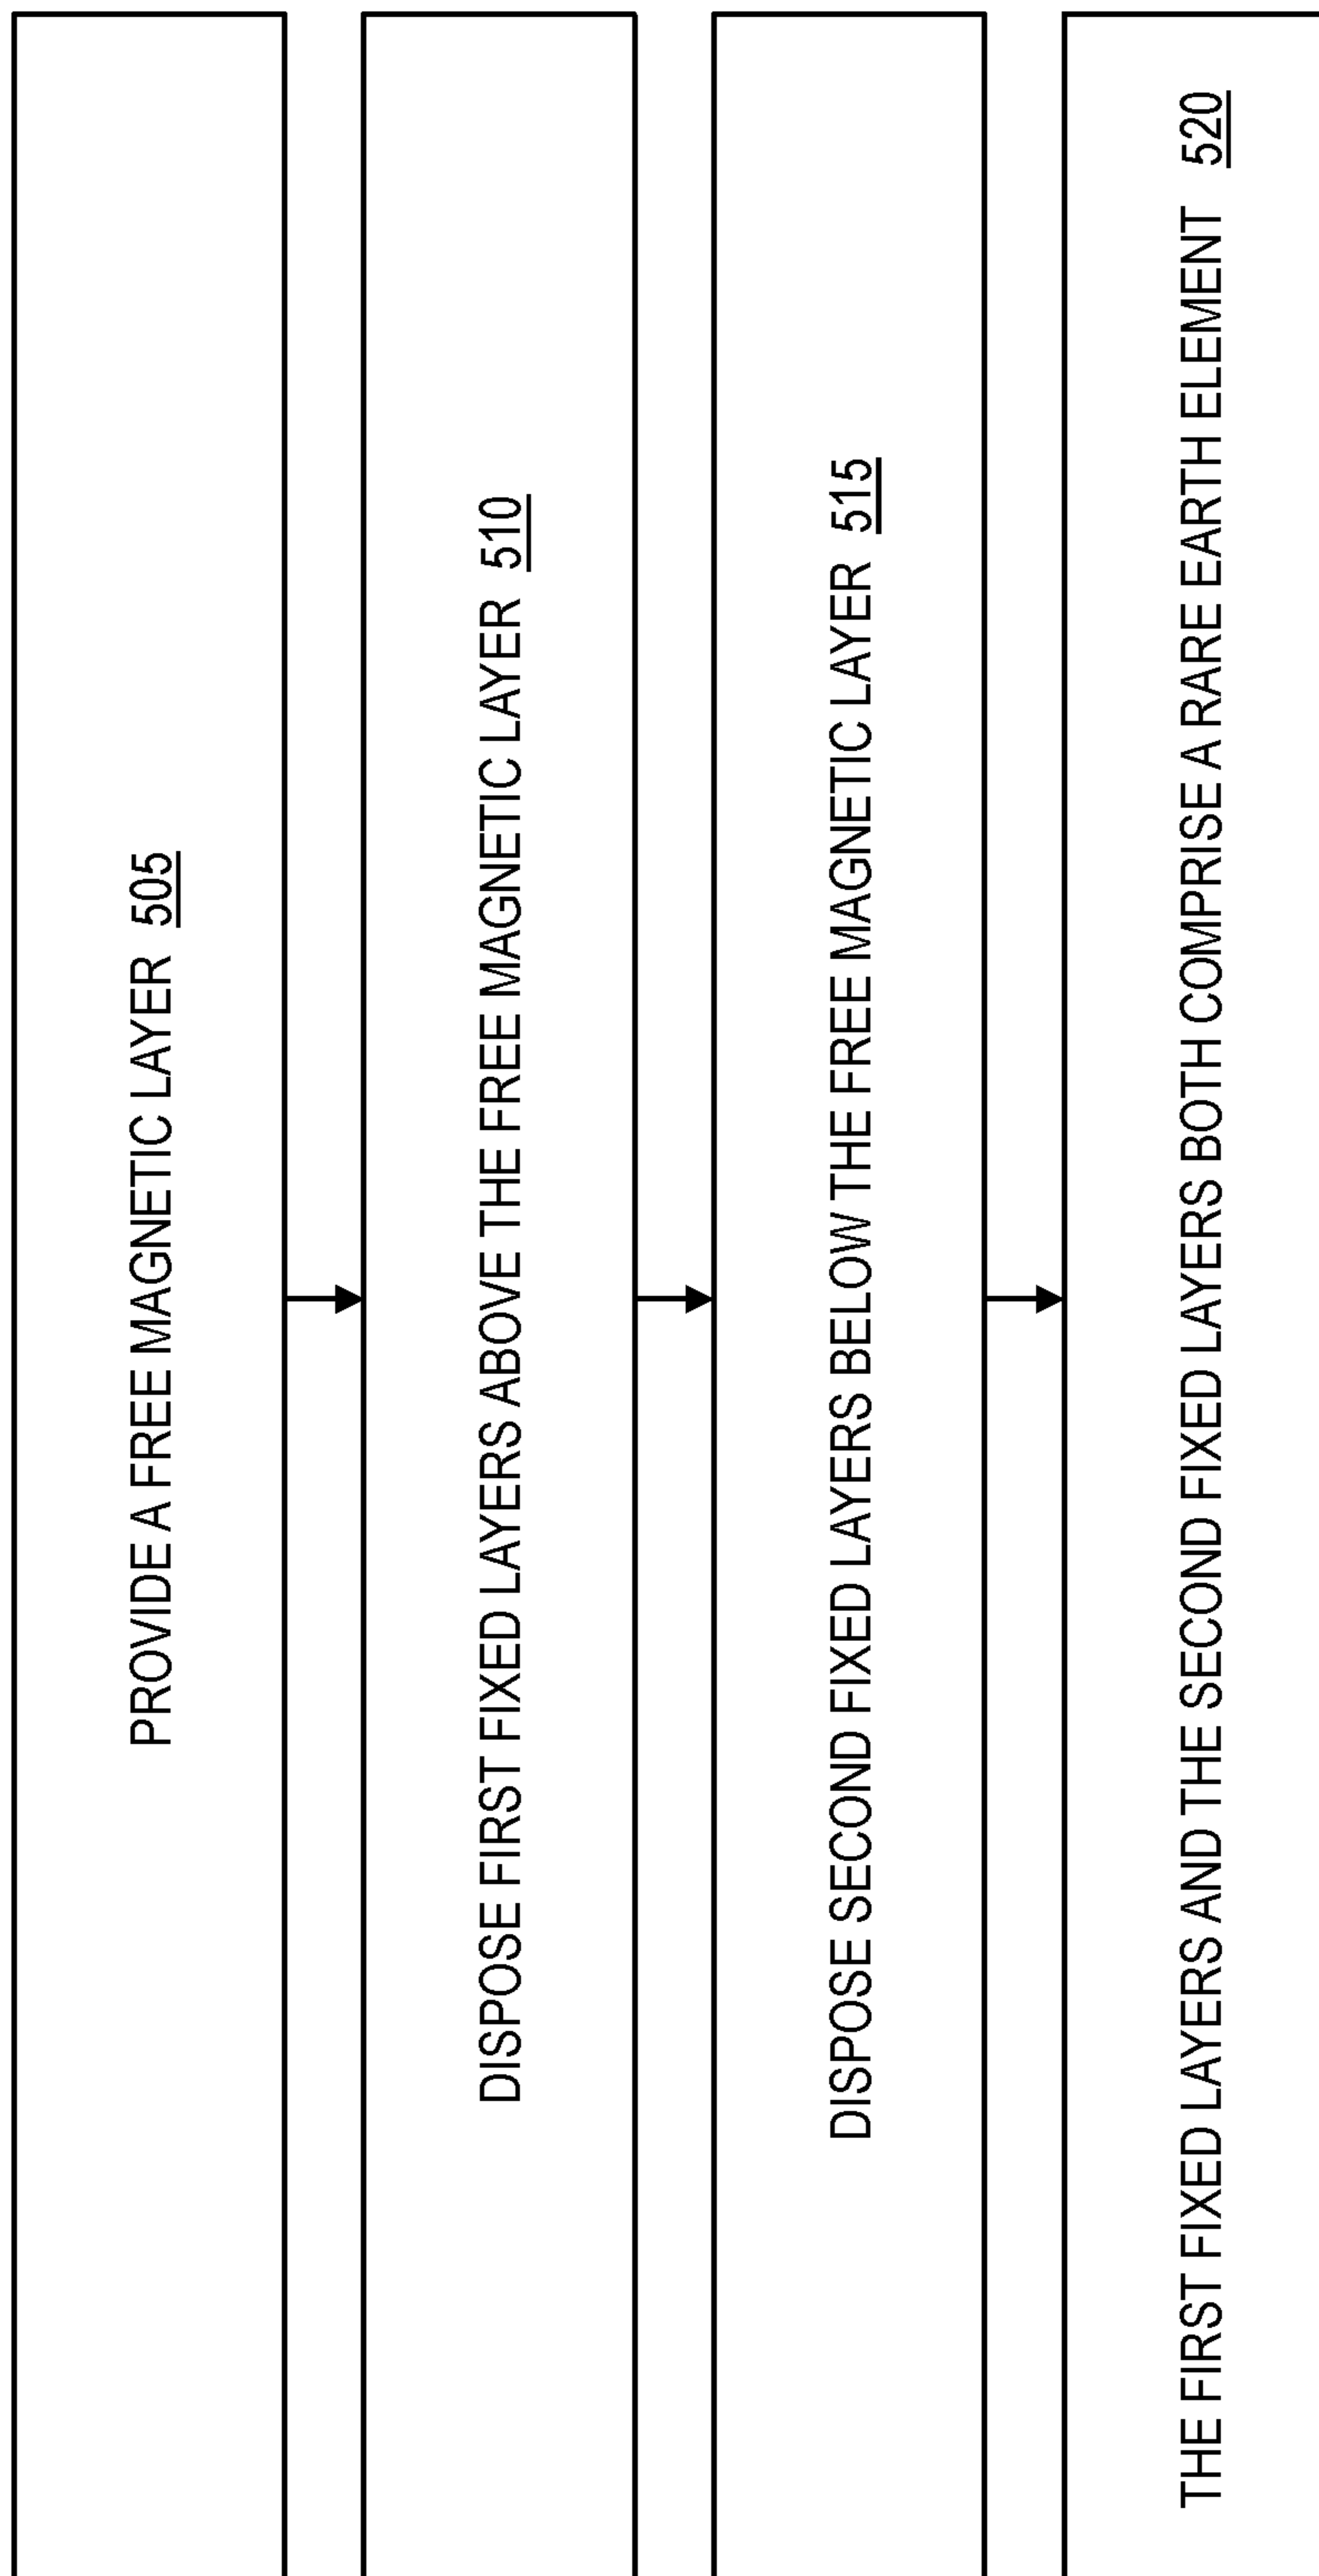 PROVIDE A FREE MAGNETIC LAYER 505
DISPOSE FIRST FIXED LAYERS ABOVE THE FREE MAGNETIC LAYER 510
DISPOSE SECOND FIXED LAYERS BELOW THE FREE MAGNETIC LAYER 515
THE FIRST FIXED LAYERS AND THE SECOND FIXED LAYERS BOTH COMPRISE A RARE EARTH ELEMENT 520